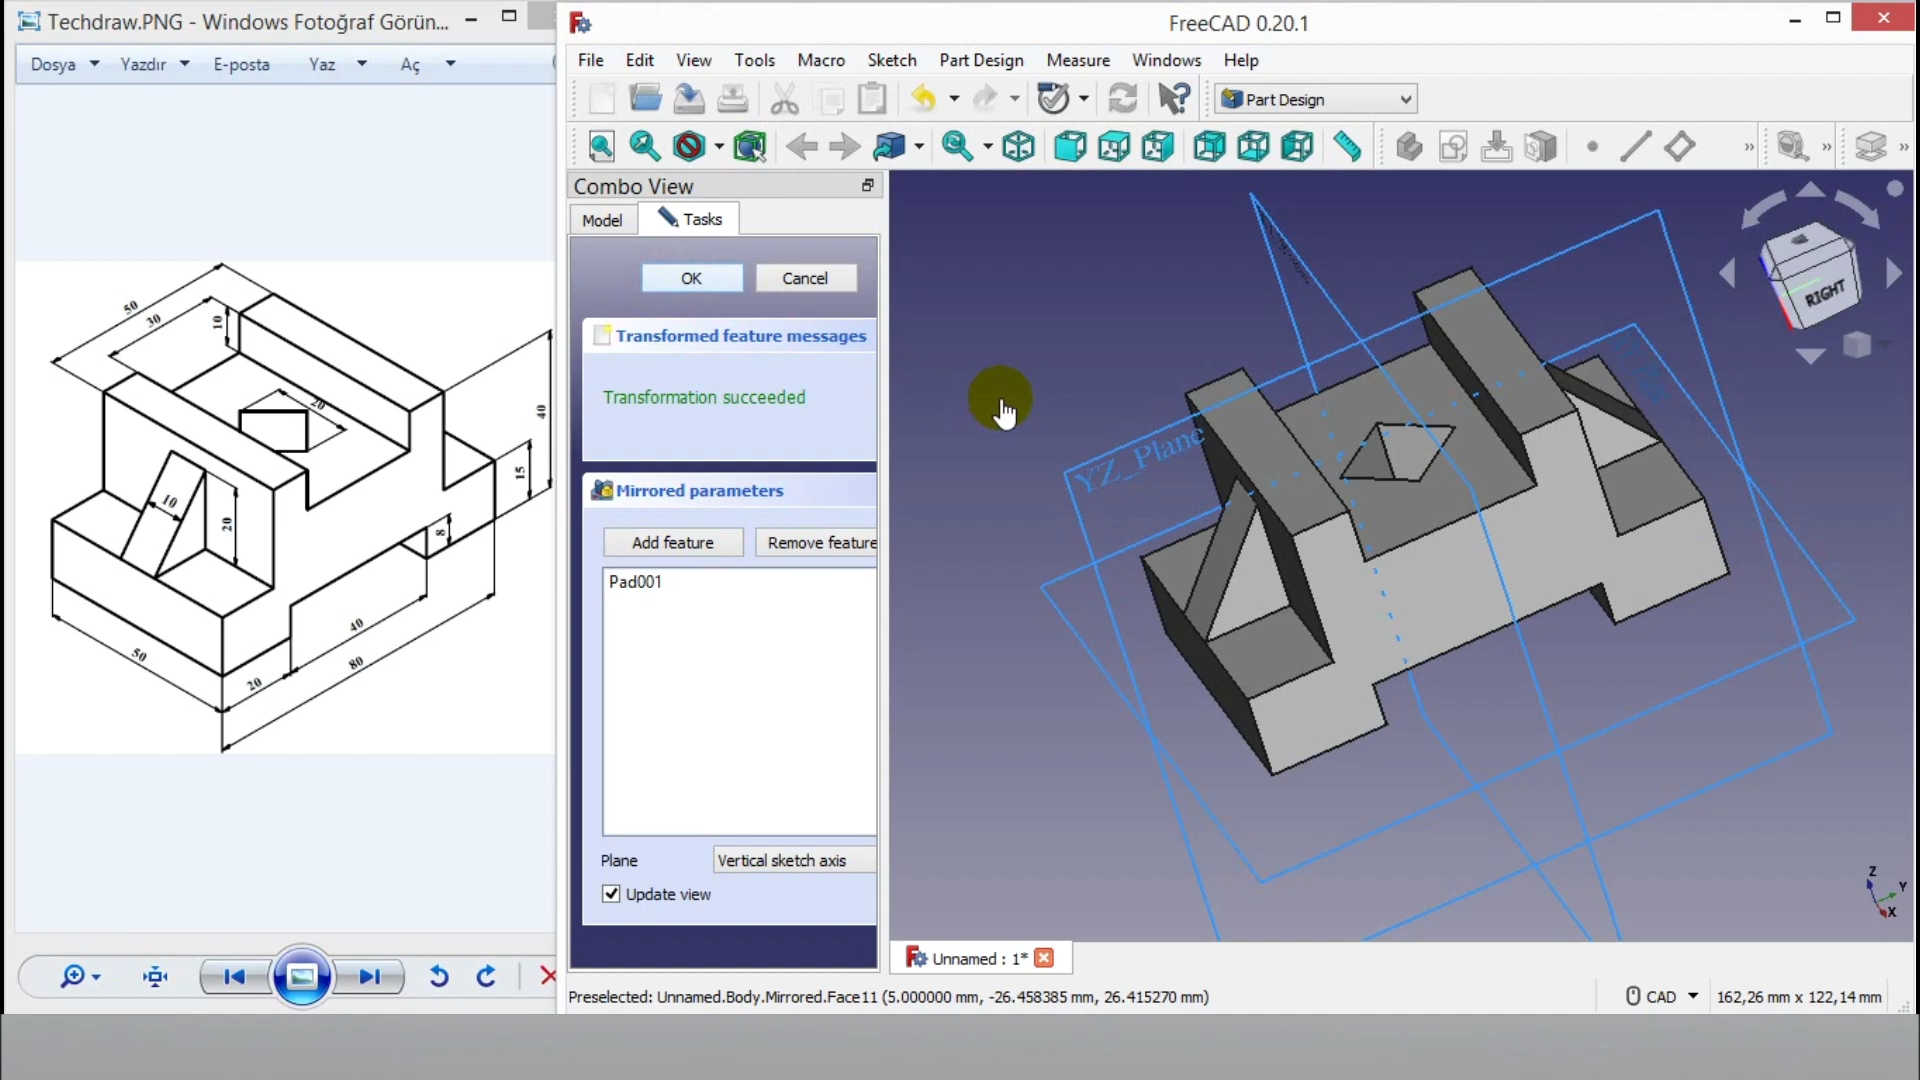 Techdraw.PNG - Windows Fotoğraf Görün...
Dosya Yazdır E-posta Yaz Aç
50
30
10
20
40
15
10
20
8
40
50
20
80
FreeCAD 0.20.1
File Edit View Tools Macro Sketch Part Design Measure Windows Help
Part Design
Combo View
Model Tasks
OK Cancel
Transformed feature messages
Transformation succeeded
Mirrored parameters
Add feature Remove feature
Pad001
Plane Vertical sketch axis
Update view
YZ_Plane
RIGHT
Z
Y
X
Unnamed : 1*
Preselected: Unnamed.Body.Mirrored.Face11 (5.000000 mm, -26.458385 mm, 26.415270 mm)
CAD 162,26 mm x 122,14 mm